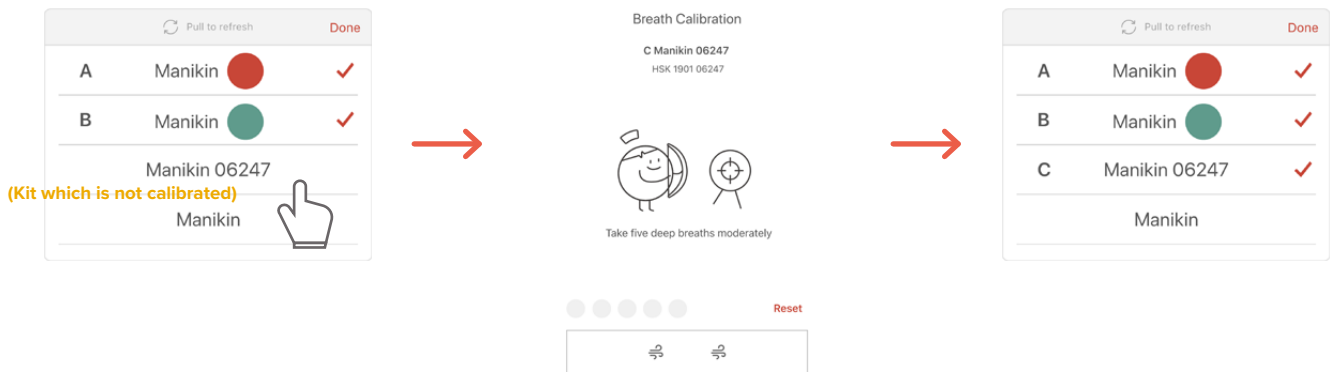 Pull to refresh Done
A Manikin
B Manikin
Manikin 06247
(Kit which is not calibrated)
Manikin
Breath Calibration
C Manikin 06247
HSK 1901 06247
Take five deep breaths moderately
Reset
Pull to refresh Done
A Manikin
B Manikin
C Manikin 06247
Manikin